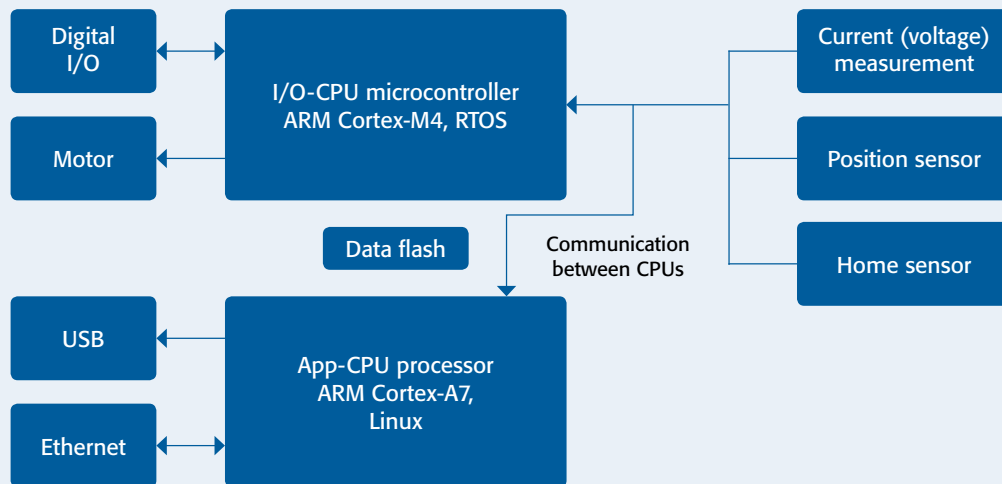 Digital
I/O
I/O-CPU microcontroller
ARM Cortex-M4, RTOS
Current (voltage)
measurement
Motor
Position sensor
Data flash
Communication
between CPUs
Home sensor
USB
App-CPU processor
ARM Cortex-A7,
Linux
Ethernet